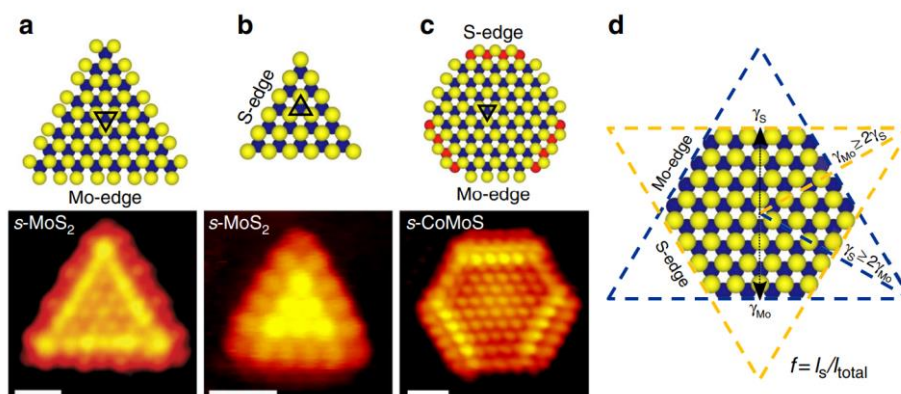 a
b
c
d
S-edge
S-edge
Mo-edge
Mo-edge
s-MoS2
s-MoS2
s-CoMoS
γS
γMo≥2γS
Mo-edge
S-edge
γS≥2γMo
γMo
f = ls/ltotal